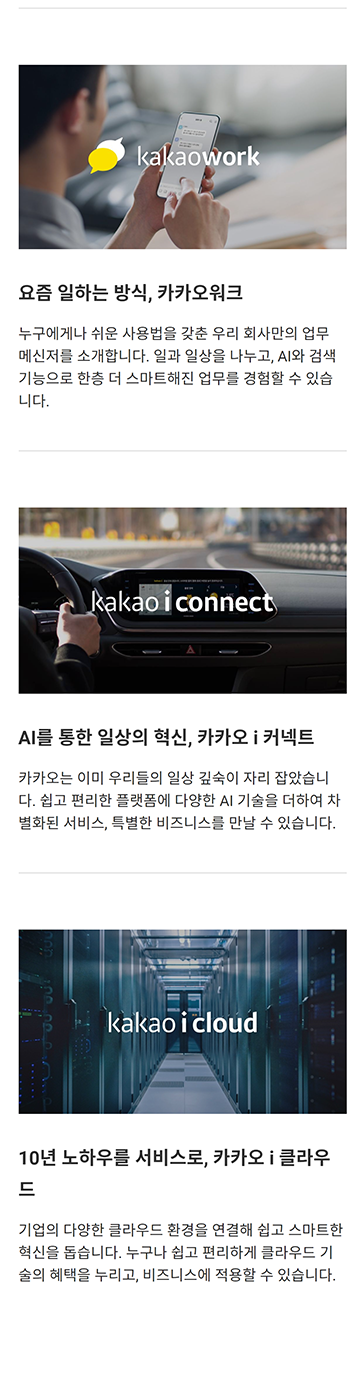 kakaowork
요즘 일하는 방식, 카카오워크
누구에게나 쉬운 사용법을 갖춘 우리 회사만의 업무
메신저를 소개합니다. 일과 일상을 나누고, AI와 검색
기능으로 한층 더 스마트해진 업무를 경험할 수 있습
니다.
kakao i connect
AI를 통한 일상의 혁신, 카카오 i 커넥트
카카오는 이미 우리들의 일상 깊숙이 자리 잡았습니
다. 쉽고 편리한 플랫폼에 다양한 AI 기술을 더하여 차
별화된 서비스, 특별한 비즈니스를 만날 수 있습니다.
kakao i cloud
10년 노하우를 서비스로, 카카오 i 클라우
드
기업의 다양한 클라우드 환경을 연결해 쉽고 스마트한
혁신을 돕습니다. 누구나 쉽고 편리하게 클라우드 기
술의 혜택을 누리고, 비즈니스에 적용할 수 있습니다.